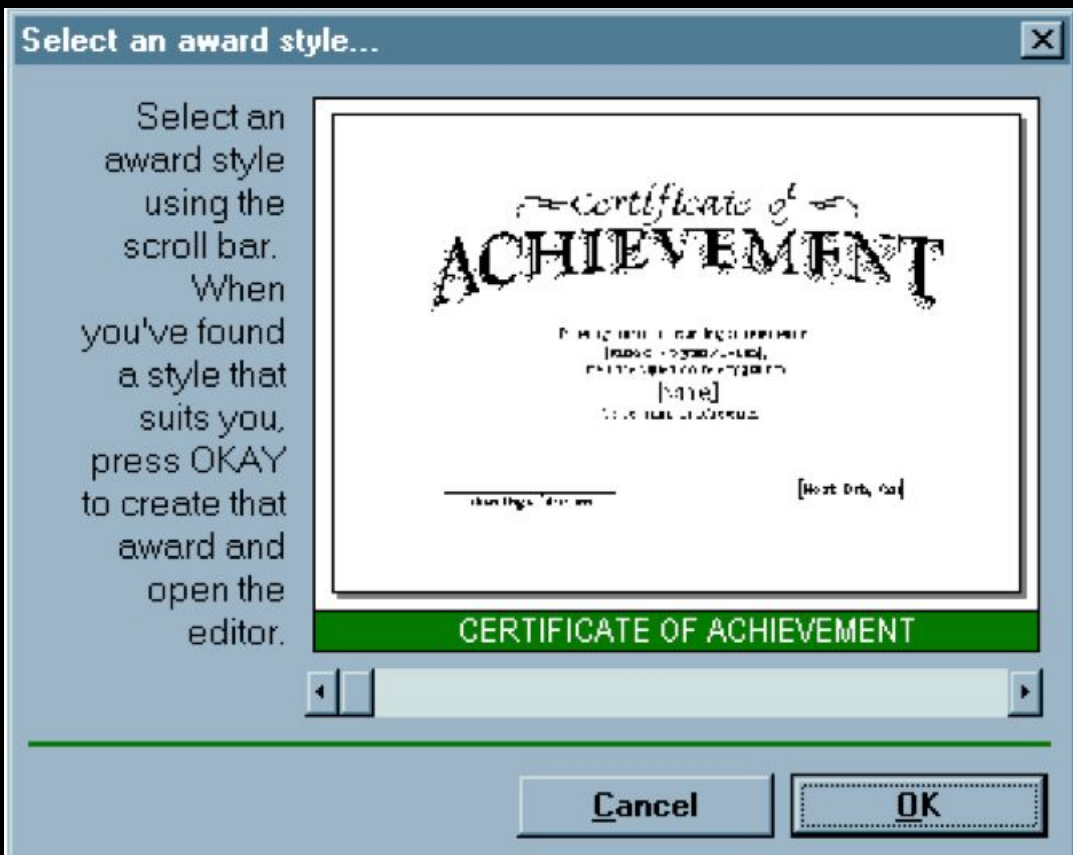 Select an award style...
Select an
award style
using the
scroll bar.
When
you've found
a style that
suits you,
press OKAY
to create that
award and
open the
editor.
Certificate of
ACHIEVEMENT
[Name]
CERTIFICATE OF ACHIEVEMENT
Cancel
OK